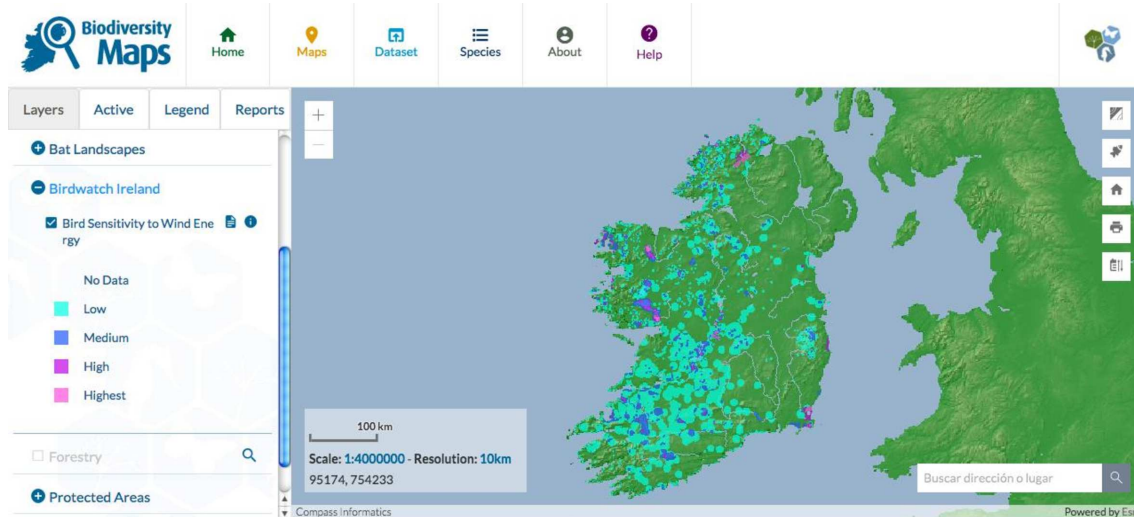 Biodiversity
Maps
Home
Maps
Dataset
Species
About
Help
Layers
Active
Legend
Reports
Bat Landscapes
Birdwatch Ireland
Bird Sensitivity to Wind Ene
rgy
No Data
Low
Medium
High
Highest
Forestry
Protected Areas
100 km
Scale: 1:4000000 - Resolution: 10km
95174, 754233
Buscar dirección o lugar
Compass Informatics
Powered by Es